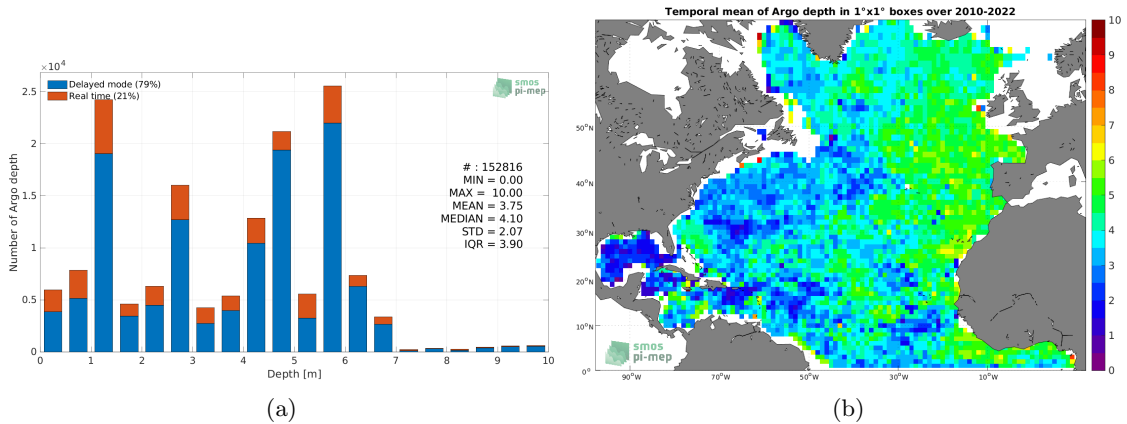 ×10⁴
Delayed mode (79%)
Real time (21%)
smos
pi-mep
# : 152816
MIN = 0.00
MAX = 10.00
MEAN = 3.75
MEDIAN = 4.10
STD = 2.07
IQR = 3.90
Number of Argo depth
2.5
2
1.5
1
0.5
0
0 1 2 3 4 5 6 7 8 9 10
Depth [m]
(a)
Temporal mean of Argo depth in 1°x1° boxes over 2010-2022
50°N
40°N
30°N
20°N
10°N
0°
90°W 70°W 50°W 30°W 10°W
smos
pi-mep
10
9
8
7
6
5
4
3
2
1
0
(b)